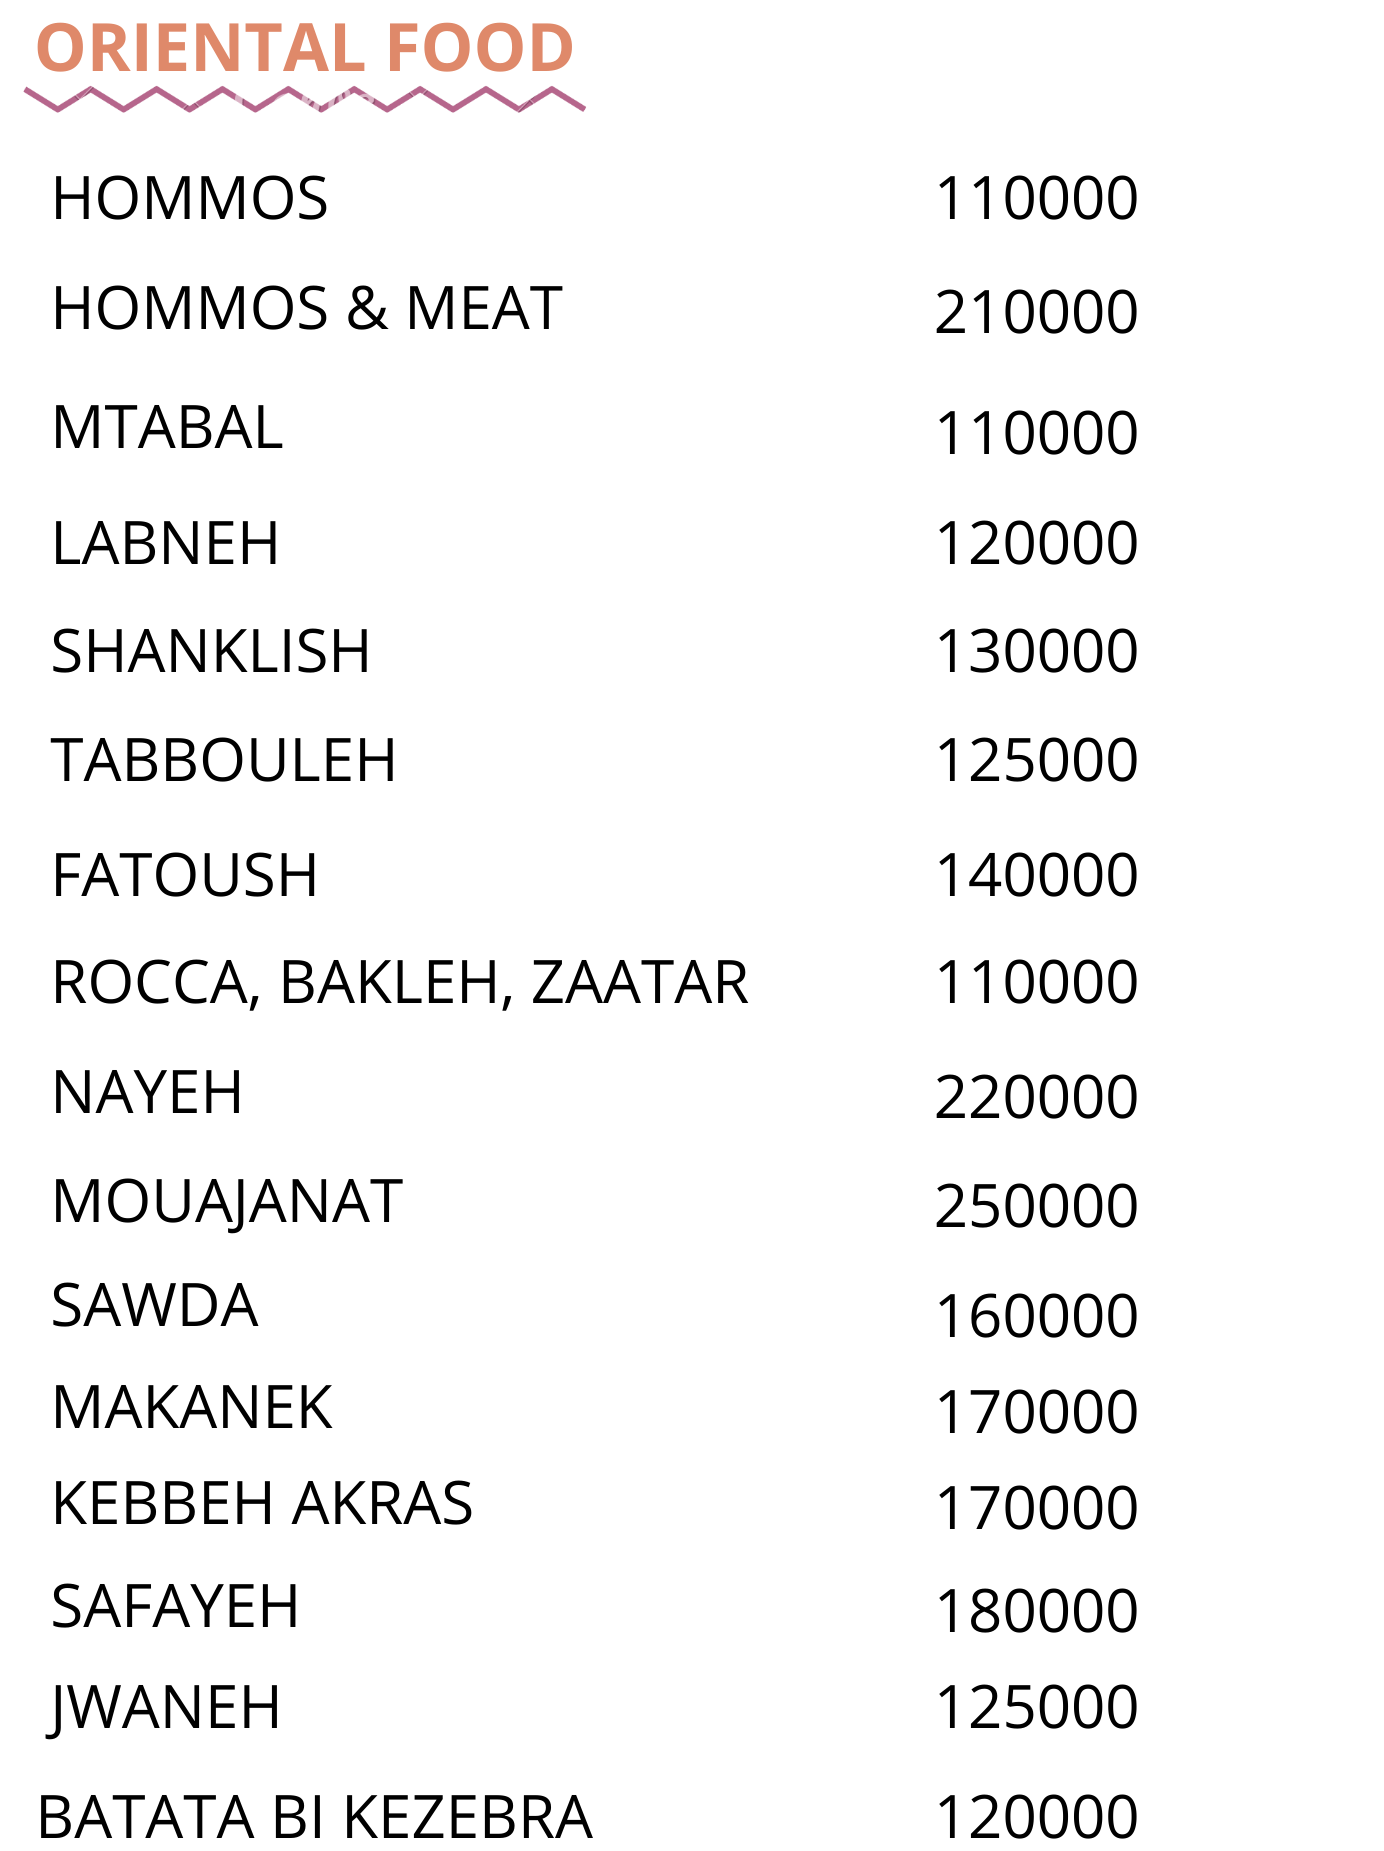 ORIENTAL FOOD
HOMMOS 110000
HOMMOS & MEAT 210000
MTABAL 110000
LABNEH 120000
SHANKLISH 130000
TABBOULEH 125000
FATOUSH 140000
ROCCA, BAKLEH, ZAATAR 110000
NAYEH 220000
MOUAJANAT 250000
SAWDA 160000
MAKANEK 170000
KEBBEH AKRAS 170000
SAFAYEH 180000
JWANEH 125000
BATATA BI KEZEBRA 120000